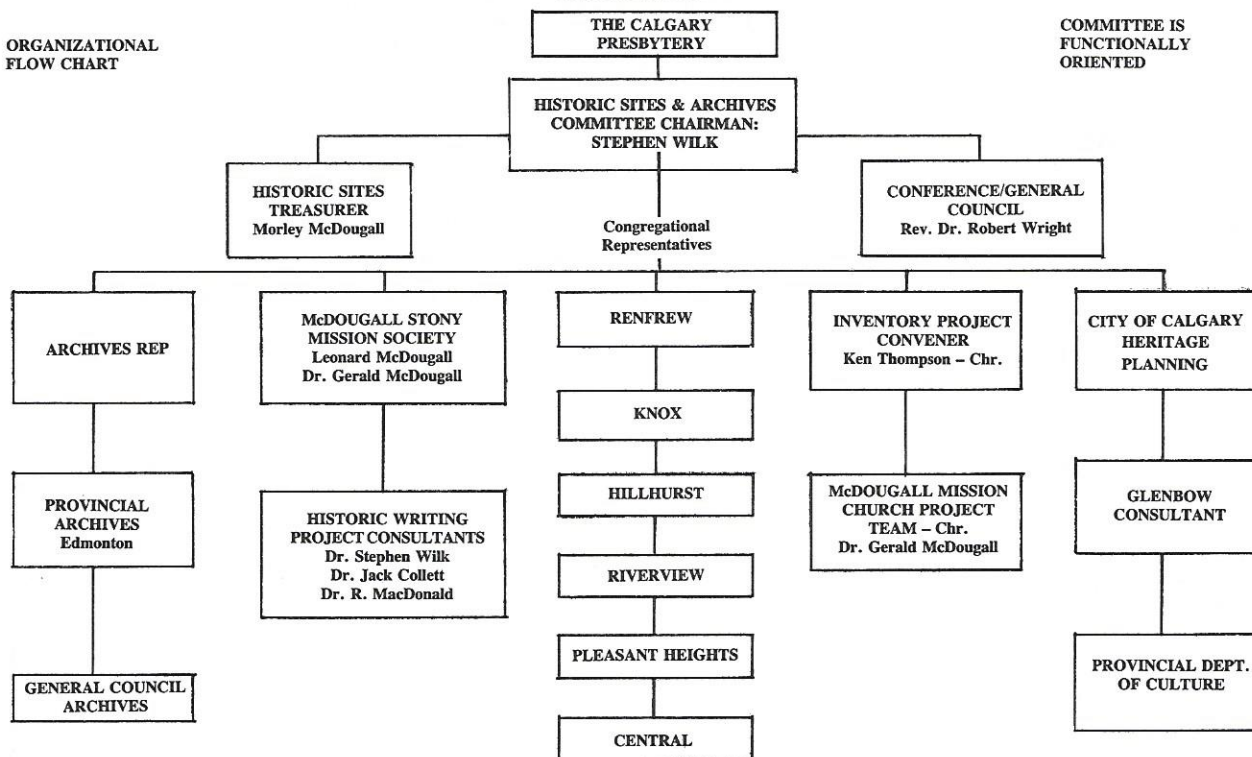 THE CALGARY
PRESBYTERY
ORGANIZATIONAL
FLOW CHART
COMMITTEE IS
FUNCTIONALLY
ORIENTED
HISTORIC SITES & ARCHIVES
COMMITTEE CHAIRMAN:
STEPHEN WILK
HISTORIC SITES
TREASURER
Morley McDougall
Congregational
Representatives
CONFERENCE/GENERAL
COUNCIL
Rev. Dr. Robert Wright
ARCHIVES REP
McDOUGALL STONY
MISSION SOCIETY
Leonard McDougall
Dr. Gerald McDougall
RENFREW
INVENTORY PROJECT
CONVENER
Ken Thompson – Chr.
CITY OF CALGARY
HERITAGE
PLANNING
KNOX
PROVINCIAL
ARCHIVES
Edmonton
HISTORIC WRITING
PROJECT CONSULTANTS
Dr. Stephen Wilk
Dr. Jack Collett
Dr. R. MacDonald
HILLHURST
McDOUGALL MISSION
CHURCH PROJECT
TEAM – Chr.
Dr. Gerald McDougall
GLENBOW
CONSULTANT
RIVERVIEW
PLEASANT HEIGHTS
GENERAL COUNCIL
ARCHIVES
PROVINCIAL DEPT.
OF CULTURE
CENTRAL